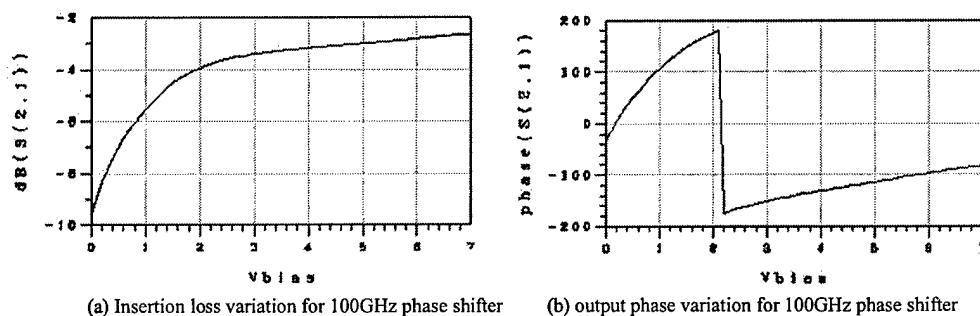 -2
-4
-6
-8
-10
0 1 2 3 4 5 6 7
dB(S(2,1))
Vbias
200
100
0
-100
-200
0 1 2 3 4 5 6 7
phase(S(2,1))
Vbias
(a) Insertion loss variation for 100GHz phase shifter
(b) output phase variation for 100GHz phase shifter